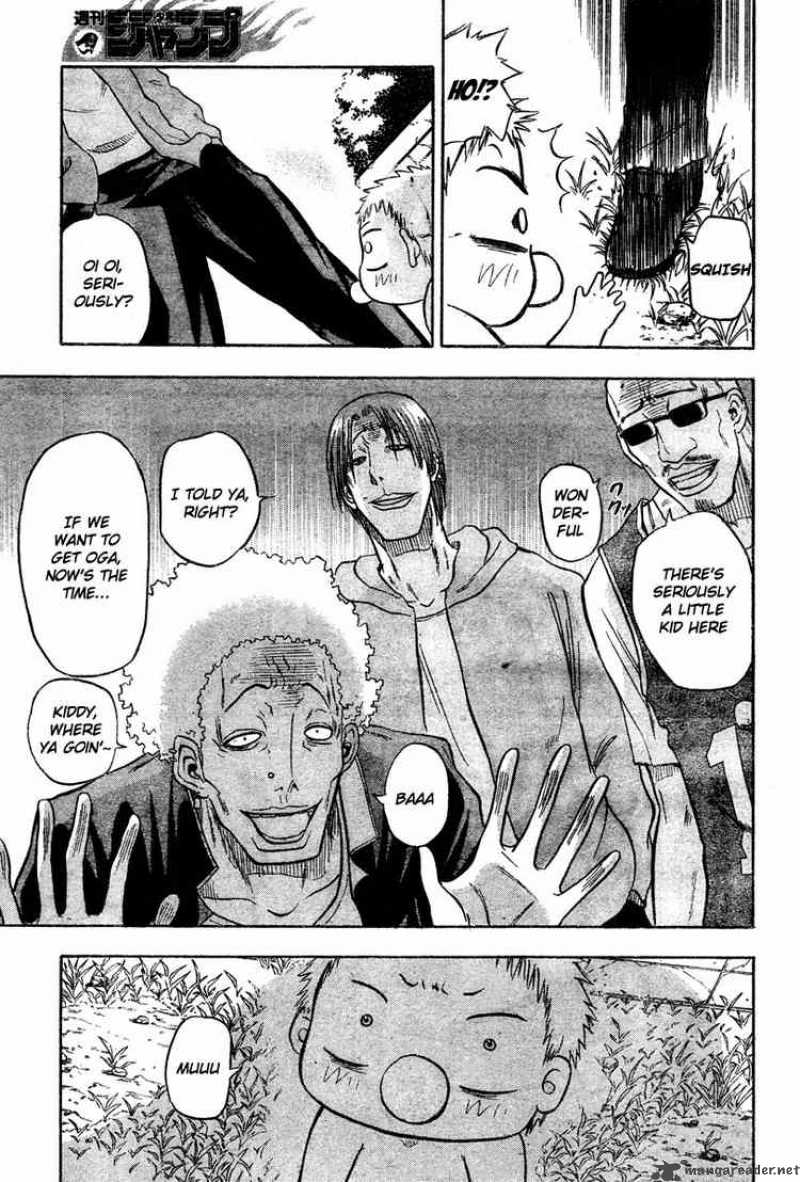 週刊
少年
ジャンプ
HO!?
SQUISH
OI OI,
SERI-
OUSLY?
WON
DER-
FUL
THERE'S
SERIOUSLY
A LITTLE
KID HERE
I TOLD YA,
RIGHT?
IF WE
WANT TO
GET OGA,
NOW'S THE
TIME...
KIDDY,
WHERE
YA GOIN'~
BAAA
1
MUUU
mangareader.net